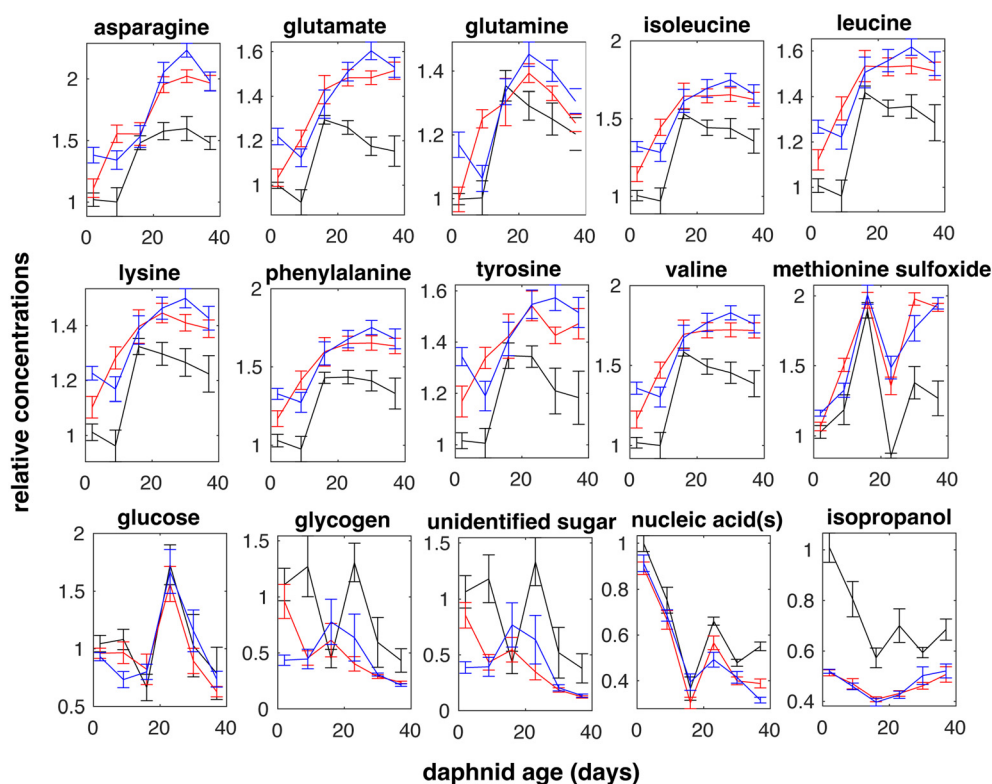 asparagine glutamate glutamine isoleucine leucine
2 1.5 1
1.6 1.4 1.2 1
1.4 1.2 1
2 1.5 1
1.6 1.4 1.2 1
0 20 40 0 20 40 0 20 40 0 20 40 0 20 40
relative concentrations
lysine phenylalanine tyrosine valine methionine sulfoxide
1.4 1.2 1
2 1.5 1
1.6 1.4 1.2 1
2 1.5 1
2 1.5 1
0 20 40 0 20 40 0 20 40 0 20 40 0 20 40
glucose glycogen unidentified sugar nucleic acid(s) isopropanol
2 1.5 1 0.5
1.5 1 0.5 0
1.5 1 0.5 0
1 0.8 0.6 0.4
1 0.8 0.6 0.4
0 20 40 0 20 40 0 20 40 0 20 40 0 20 40
daphnid age (days)